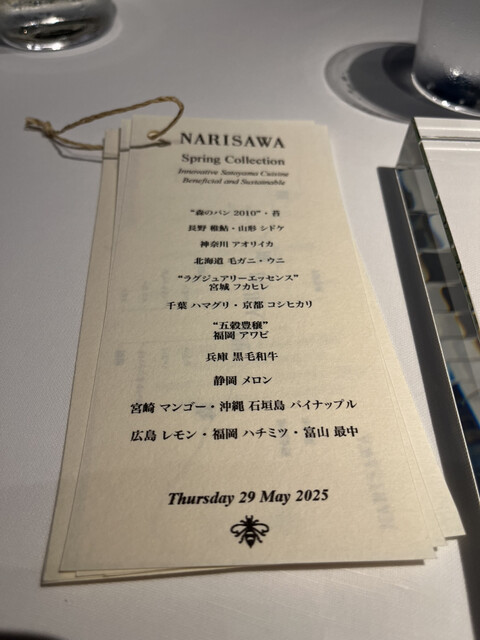 NARISAWA
Spring Collection
Innovative Satoyama Cuisine
Beneficial and Sustainable
“森のパン 2010”・苔
長野 稚鮎・山形 シドケ
神奈川 アオリイカ
北海道 毛ガニ・ウニ
“ラグジュアリーエッセンス”
宮城 フカヒレ
千葉 ハマグリ・京都 コシヒカリ
“五穀豊穣”
福岡 アワビ
兵庫 黒毛和牛
静岡 メロン
宮崎 マンゴー・沖縄 石垣島 パイナップル
広島 レモン・福岡 ハチミツ・富山 最中
Thursday 29 May 2025